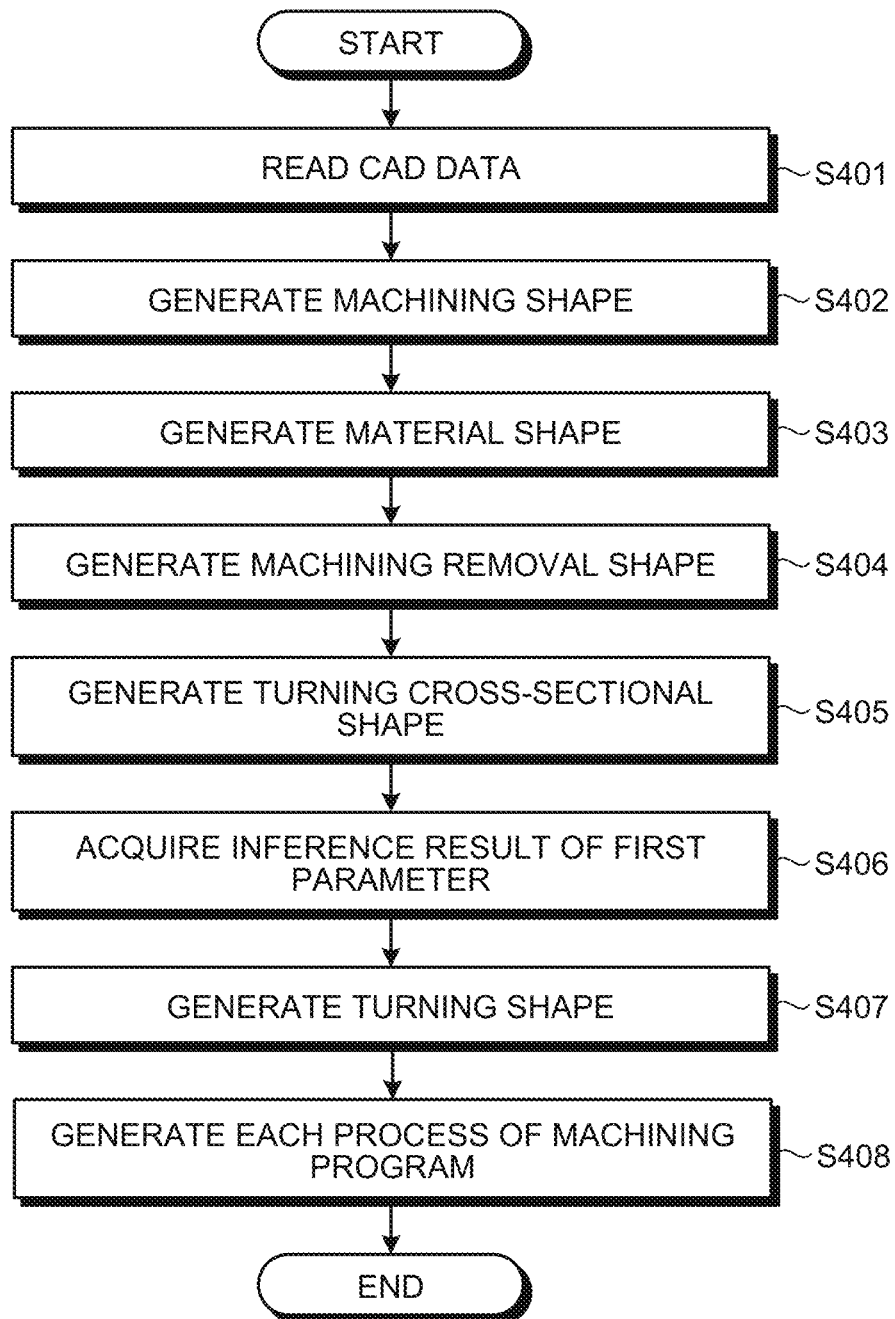 START
READ CAD DATA
S401
GENERATE MACHINING SHAPE
S402
GENERATE MATERIAL SHAPE
S403
GENERATE MACHINING REMOVAL SHAPE
S404
GENERATE TURNING CROSS-SECTIONAL
SHAPE
S405
ACQUIRE INFERENCE RESULT OF FIRST
PARAMETER
S406
GENERATE TURNING SHAPE
S407
GENERATE EACH PROCESS OF MACHINING
PROGRAM
S408
END